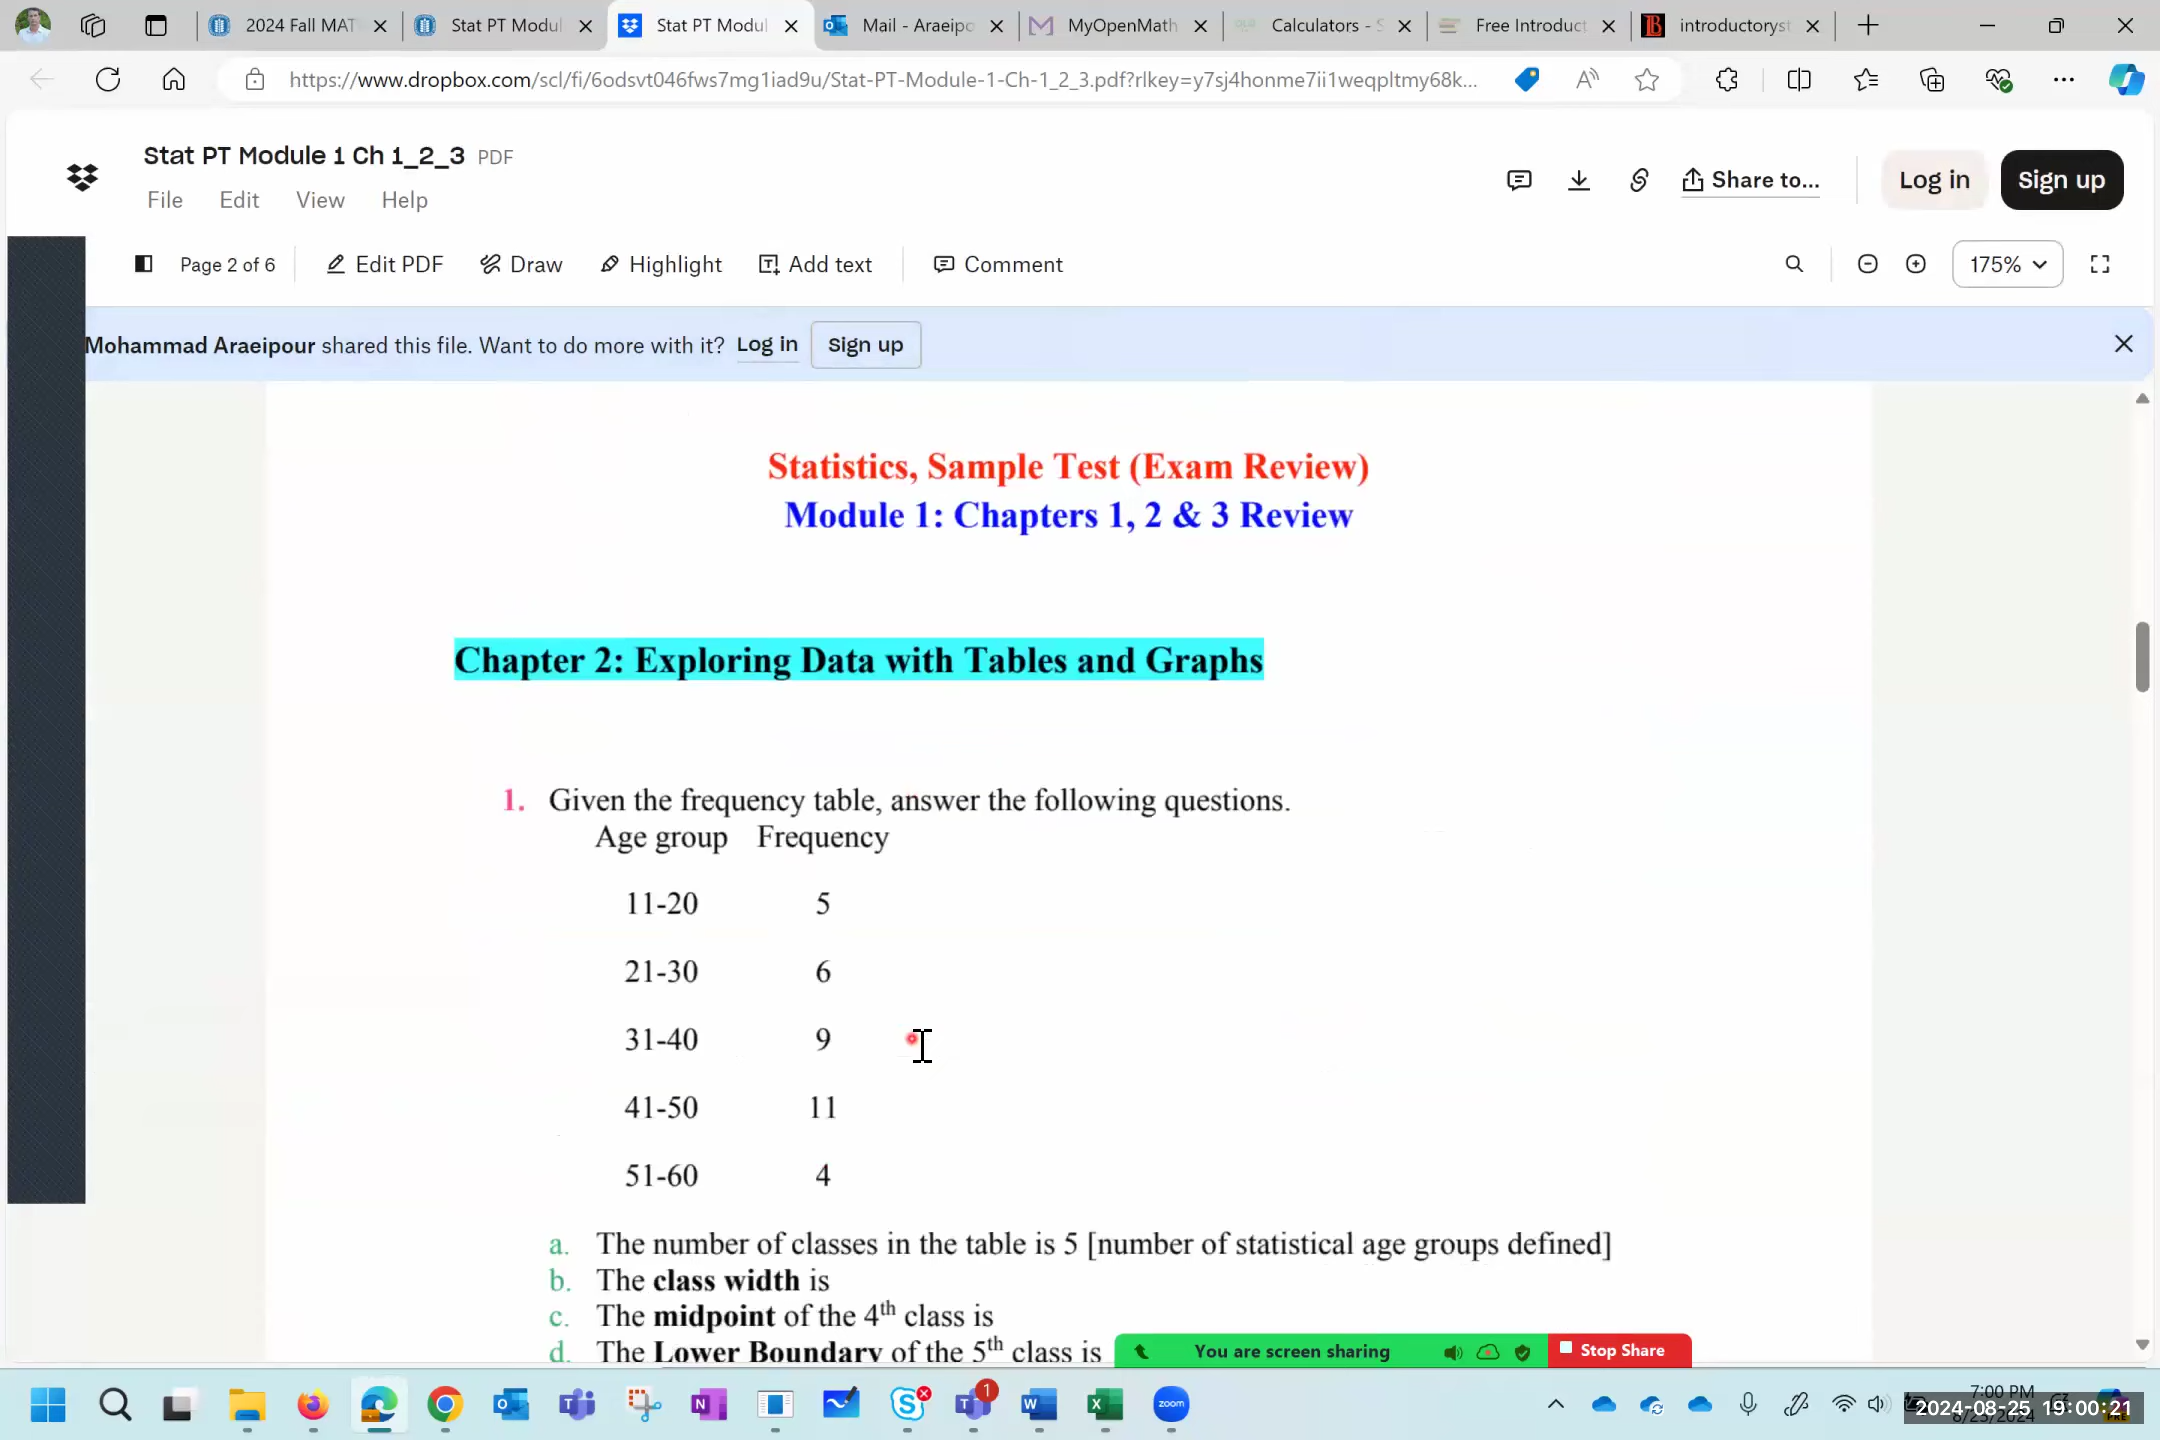 2024 Fall MAT
Stat PT Modul
Stat PT Modul
Mail - Araeipo
MyOpenMath
Calculators - S
Free Introduct
introductorys
https://www.dropbox.com/scl/fi/6odsvt046fws7mg1iad9u/Stat-PT-Module-1-Ch-1_2_3.pdf?rlkey=y7sj4honme7ii1weqpltmy68k...
Stat PT Module 1 Ch 1_2_3 PDF
File Edit View Help
Share to...
Log in
Sign up
Page 2 of 6
Edit PDF
Draw
Highlight
Add text
Comment
175%
Mohammad Araeipour shared this file. Want to do more with it? Log in Sign up
Statistics, Sample Test (Exam Review)
Module 1: Chapters 1, 2 & 3 Review
Chapter 2: Exploring Data with Tables and Graphs
1. Given the frequency table, answer the following questions.
Age group Frequency
11-20 5
21-30 6
31-40 9
41-50 11
51-60 4
a. The number of classes in the table is 5 [number of statistical age groups defined]
b. The class width is
c. The midpoint of the 4th class is
d. The Lower Boundary of the 5th class is
You are screen sharing
Stop Share
1
zoom
7:00 PM
2024-08-25 19:00:21